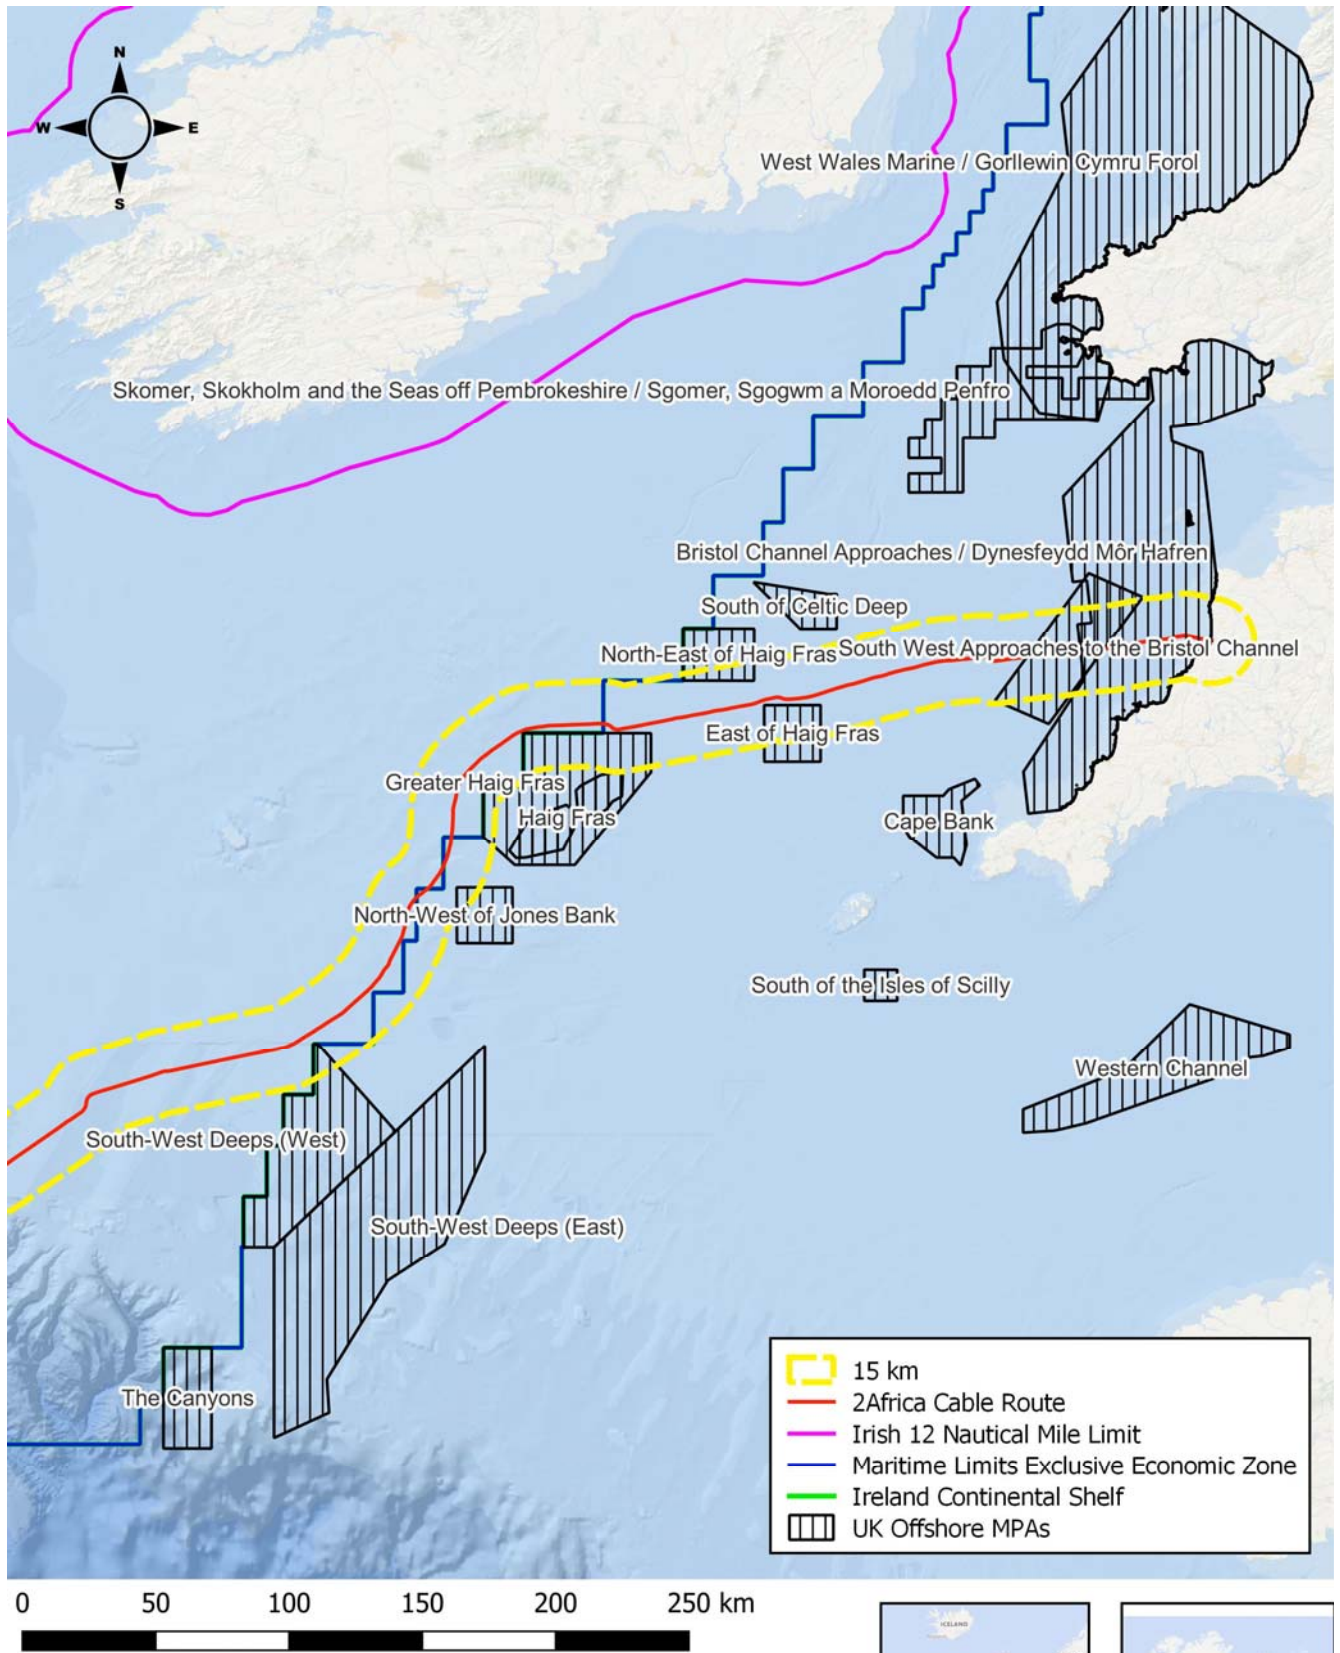 N
W E
S
West Wales Marine / Gorllewin Cymru Forol
Skomer, Skokholm and the Seas off Pembrokeshire / Sgomer, Sgogwm a Moroedd Penfro
Bristol Channel Approaches / Dynesfeydd Môr Hafren
South of Celtic Deep
North-East of Haig Fras
South West Approaches to the Bristol Channel
East of Haig Fras
Greater Haig Fras
Haig Fras
Cape Bank
North-West of Jones Bank
South of the Isles of Scilly
Western Channel
South-West Deeps (West)
South-West Deeps (East)
The Canyons
15 km
2Africa Cable Route
Irish 12 Nautical Mile Limit
Maritime Limits Exclusive Economic Zone
Ireland Continental Shelf
UK Offshore MPAs
0 50 100 150 200 250 km
ICELAND